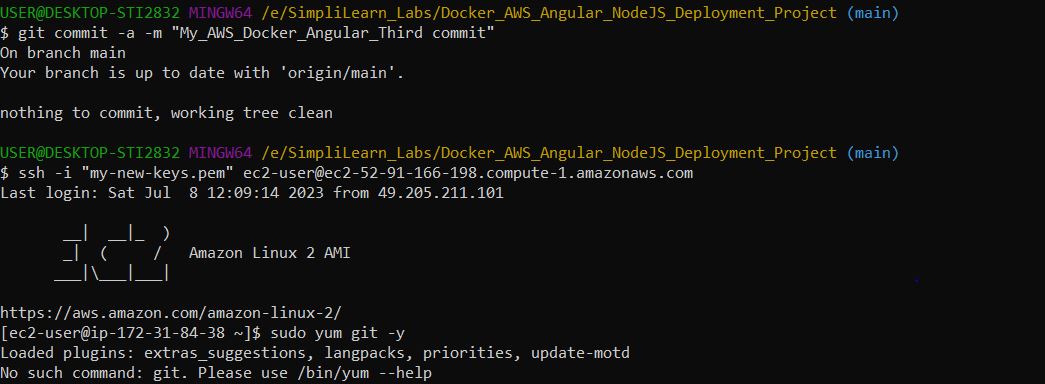 USER@DESKTOP-STI2832 MINGW64 /e/SimpliLearn_Labs/Docker_AWS_Angular_NodeJS_Deployment_Project (main)
$ git commit -a -m "My_AWS_Docker_Angular_Third commit"
On branch main
Your branch is up to date with 'origin/main'.
nothing to commit, working tree clean
USER@DESKTOP-STI2832 MINGW64 /e/SimpliLearn_Labs/Docker_AWS_Angular_NodeJS_Deployment_Project (main)
$ ssh -i "my-new-keys.pem" ec2-user@ec2-52-91-166-198.compute-1.amazonaws.com
Last login: Sat Jul  8 12:09:14 2023 from 49.205.211.101
       __|  __|_  )
       _|  (     /   Amazon Linux 2 AMI
      ___|\___|___|
https://aws.amazon.com/amazon-linux-2/
[ec2-user@ip-172-31-84-38 ~]$ sudo yum git -y
Loaded plugins: extras_suggestions, langpacks, priorities, update-motd
No such command: git. Please use /bin/yum --help